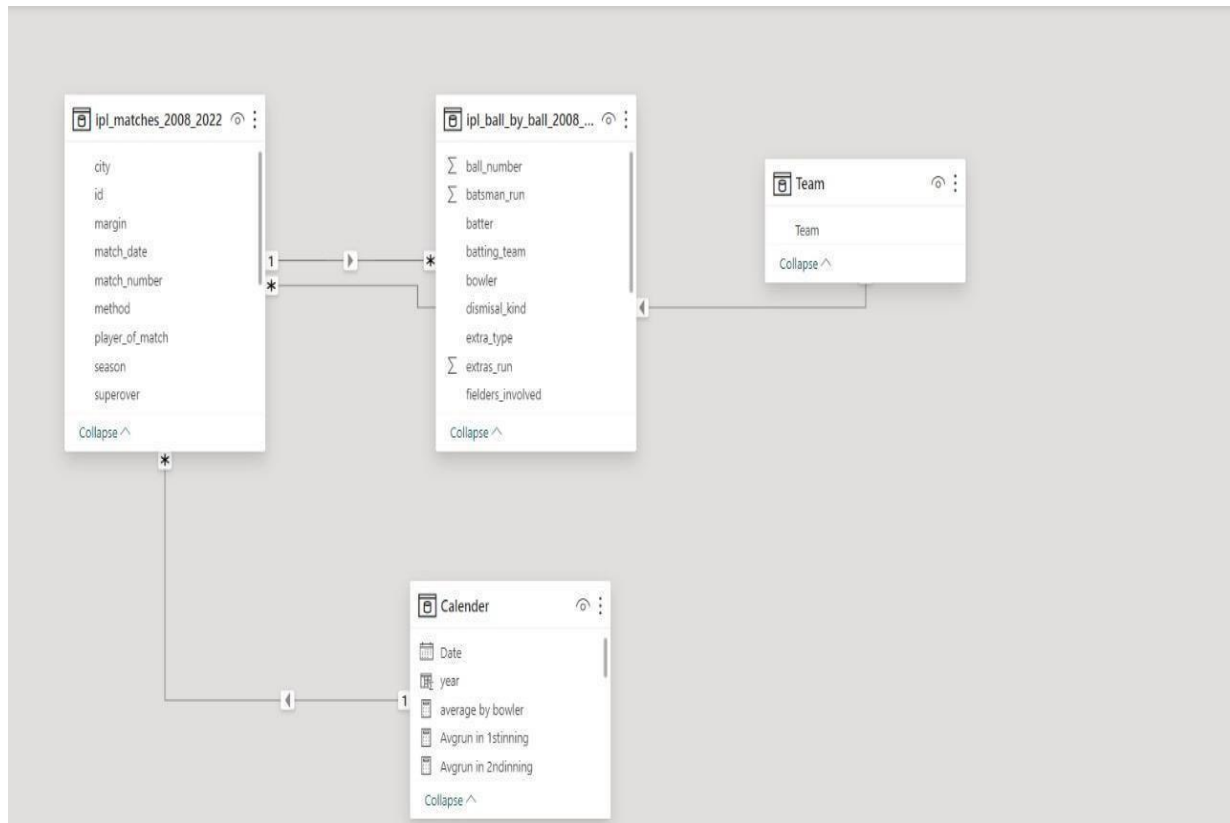 ipl_matches_2008_2022
city
id
margin
match_date
match_number
method
player_of_match
season
superover
Collapse
1
*
*
ipl_ball_by_ball_2008_...
Σ ball_number
Σ batsman_run
batter
batting_team
bowler
dismisal_kind
extra_type
Σ extras_run
fielders_involved
Collapse
*
Team
Team
Collapse
Calender
Date
year
average by bowler
Avgrun in 1stinning
Avgrun in 2ndinning
Collapse
1